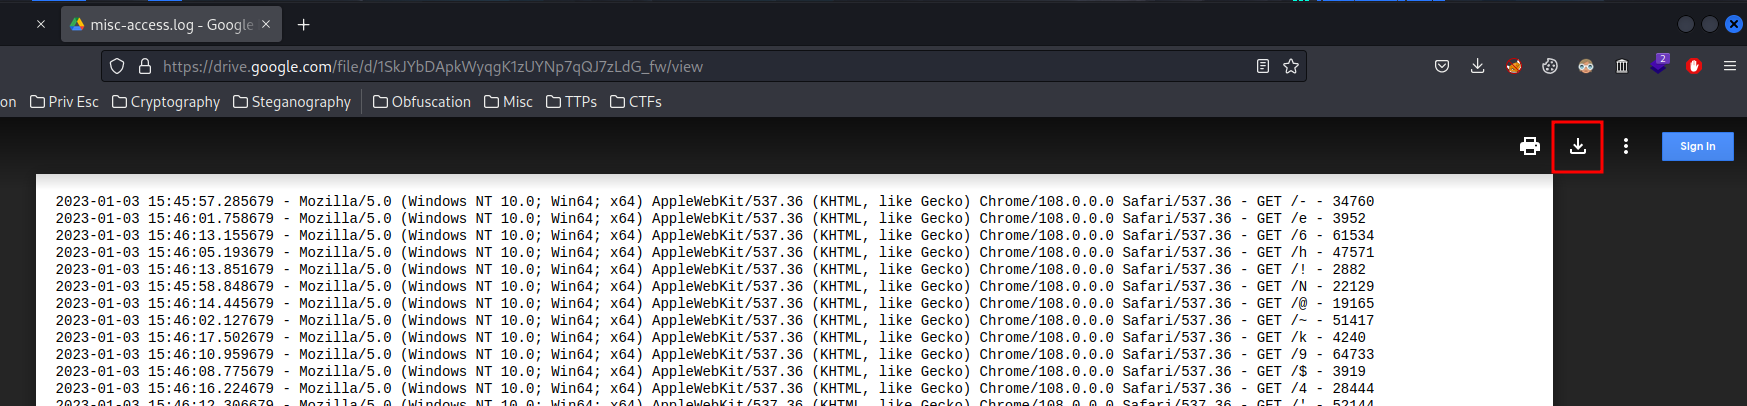 misc-access.log - Google
https://drive.google.com/file/d/1SkJYbDApkWyqgK1zUYNp7qQJ7zLdG_fw/view
2
on Priv Esc Cryptography Steganography Obfuscation Misc TTPs CTFs
Sign In
2023-01-03 15:45:57.285679 - Mozilla/5.0 (Windows NT 10.0; Win64; x64) AppleWebKit/537.36 (KHTML, like Gecko) Chrome/108.0.0.0 Safari/537.36 - GET /- - 34760
2023-01-03 15:46:01.758679 - Mozilla/5.0 (Windows NT 10.0; Win64; x64) AppleWebKit/537.36 (KHTML, like Gecko) Chrome/108.0.0.0 Safari/537.36 - GET /e - 3952
2023-01-03 15:46:13.155679 - Mozilla/5.0 (Windows NT 10.0; Win64; x64) AppleWebKit/537.36 (KHTML, like Gecko) Chrome/108.0.0.0 Safari/537.36 - GET /6 - 61534
2023-01-03 15:46:05.193679 - Mozilla/5.0 (Windows NT 10.0; Win64; x64) AppleWebKit/537.36 (KHTML, like Gecko) Chrome/108.0.0.0 Safari/537.36 - GET /h - 47571
2023-01-03 15:46:13.851679 - Mozilla/5.0 (Windows NT 10.0; Win64; x64) AppleWebKit/537.36 (KHTML, like Gecko) Chrome/108.0.0.0 Safari/537.36 - GET /! - 2882
2023-01-03 15:45:58.848679 - Mozilla/5.0 (Windows NT 10.0; Win64; x64) AppleWebKit/537.36 (KHTML, like Gecko) Chrome/108.0.0.0 Safari/537.36 - GET /N - 22129
2023-01-03 15:46:14.445679 - Mozilla/5.0 (Windows NT 10.0; Win64; x64) AppleWebKit/537.36 (KHTML, like Gecko) Chrome/108.0.0.0 Safari/537.36 - GET /@ - 19165
2023-01-03 15:46:02.127679 - Mozilla/5.0 (Windows NT 10.0; Win64; x64) AppleWebKit/537.36 (KHTML, like Gecko) Chrome/108.0.0.0 Safari/537.36 - GET /~ - 51417
2023-01-03 15:46:17.502679 - Mozilla/5.0 (Windows NT 10.0; Win64; x64) AppleWebKit/537.36 (KHTML, like Gecko) Chrome/108.0.0.0 Safari/537.36 - GET /k - 4240
2023-01-03 15:46:10.959679 - Mozilla/5.0 (Windows NT 10.0; Win64; x64) AppleWebKit/537.36 (KHTML, like Gecko) Chrome/108.0.0.0 Safari/537.36 - GET /9 - 64733
2023-01-03 15:46:08.775679 - Mozilla/5.0 (Windows NT 10.0; Win64; x64) AppleWebKit/537.36 (KHTML, like Gecko) Chrome/108.0.0.0 Safari/537.36 - GET /$ - 3919
2023-01-03 15:46:16.224679 - Mozilla/5.0 (Windows NT 10.0; Win64; x64) AppleWebKit/537.36 (KHTML, like Gecko) Chrome/108.0.0.0 Safari/537.36 - GET /4 - 28444
2023-01-03 15:46:12.306679 - Mozilla/5.0 (Windows NT 10.0; Win64; x64) AppleWebKit/537.36 (KHTML, like Gecko) Chrome/108.0.0.0 Safari/537.36 - GET /' - 52144